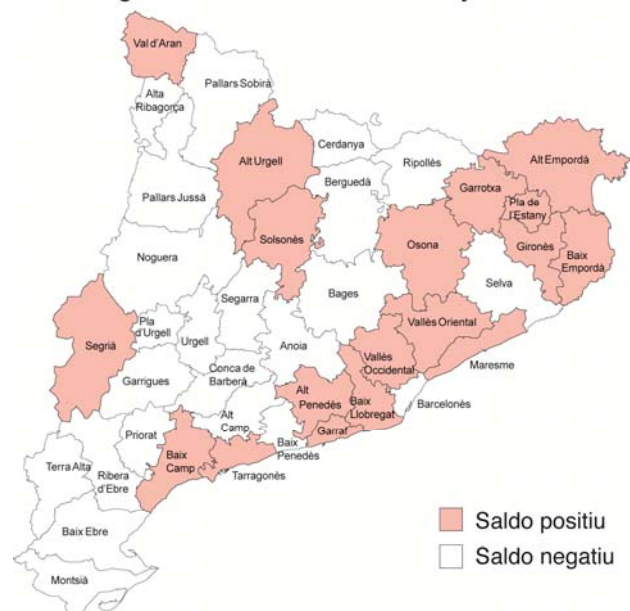 Val d'Aran
Pallars Sobirà
Alta
Ribagorça
Cerdanya
Ripollès
Alt Empordà
Alt Urgell
Berguedà
Garrotxa
Pla de
l'Estany
Pallars Jussà
Solsonès
Osona
Gironès
Baix
Empordà
Noguera
Selva
Segarra
Bages
Vallès Oriental
Pla
d'Urgell
Urgell
Anoia
Segrià
Vallès
Occidental
Maresme
Garrigues
Conca de
Barberà
Alt
Penedès
Baix
Llobregat
Barcelonès
Alt
Camp
Garraf
Priorat
Baix
Penedès
Baix
Camp
Tarragonès
Terra Alta
Ribera
d'Ebre
Baix Ebre
Montsià
Saldo positiu
Saldo negatiu